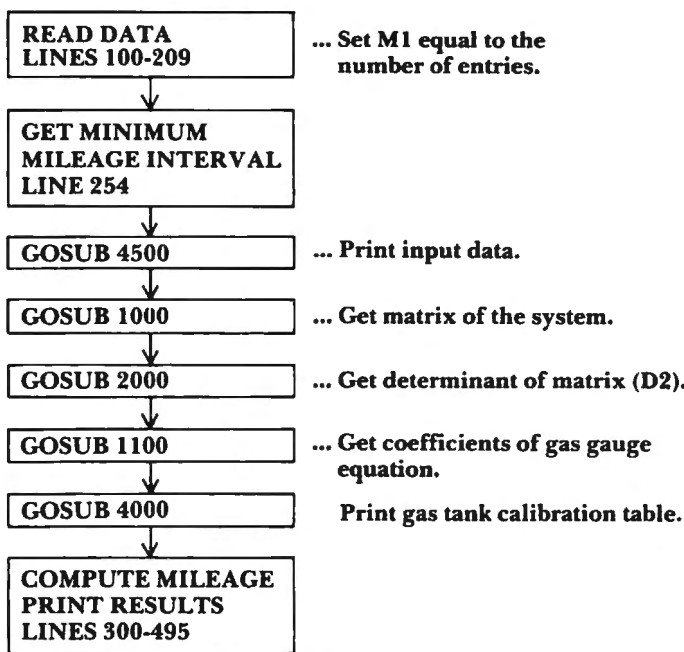 READ DATA
LINES 100-209
... Set M1 equal to the
number of entries.
GET MINIMUM
MILEAGE INTERVAL
LINE 254
GOSUB 4500
... Print input data.
GOSUB 1000
... Get matrix of the system.
GOSUB 2000
... Get determinant of matrix (D2).
GOSUB 1100
... Get coefficients of gas gauge
equation.
GOSUB 4000
Print gas tank calibration table.
COMPUTE MILEAGE
PRINT RESULTS
LINES 300-495